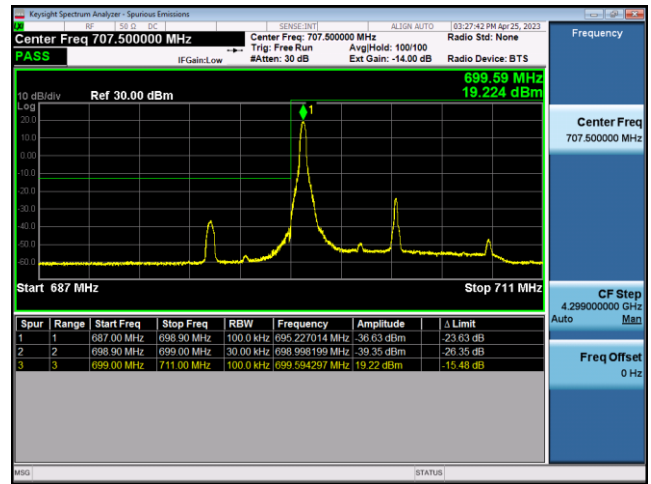 Keysight Spectrum Analyzer - Spurious Emissions
RF 50 Ω DC SENSE:INT ALIGN AUTO 03:27:42 PM Apr 25, 2023
Center Freq 707.500000 MHz
Center Freq: 707.500000 MHz Radio Std: None
Trig: Free Run Avg|Hold: 100/100
PASS IFGain:Low #Atten: 30 dB Ext Gain: -14.00 dB Radio Device: BTS
699.59 MHz
10 dB/div Ref 30.00 dBm 19.224 dBm
Log
1
20.0
10.0
0.00
-10.0
-20.0
-30.0
-40.0
-50.0
-60.0
Start 687 MHz Stop 711 MHz
Spur Range Start Freq Stop Freq RBW Frequency Amplitude Δ Limit
1 1 687.00 MHz 698.90 MHz 100.0 kHz 695.227014 MHz -36.63 dBm -23.63 dB
2 2 698.90 MHz 699.00 MHz 30.00 kHz 698.998199 MHz -39.35 dBm -26.35 dB
3 3 699.00 MHz 711.00 MHz 100.0 kHz 699.594297 MHz 19.22 dBm -15.48 dB
MSG STATUS
Frequency
Center Freq
707.500000 MHz
CF Step
4.299000000 GHz
Auto Man
Freq Offset
0 Hz